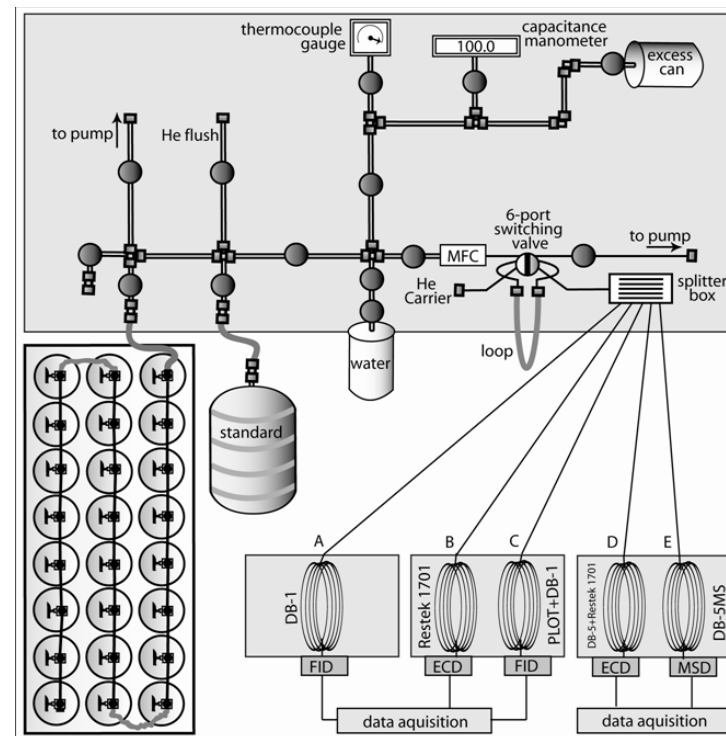 thermocouple
gauge
100.0
capacitance
manometer
excess
can
to pump
He flush
6-port
switching
valve
to pump
MFC
He
Carrier
splitter
box
loop
water
standard
A
B
C
D
E
DB-1
Restek 1701
PLOT+DB-1
DB-5+Restek 1701
DB-5MS
FID
ECD
FID
ECD
MSD
data aquisition
data aquisition